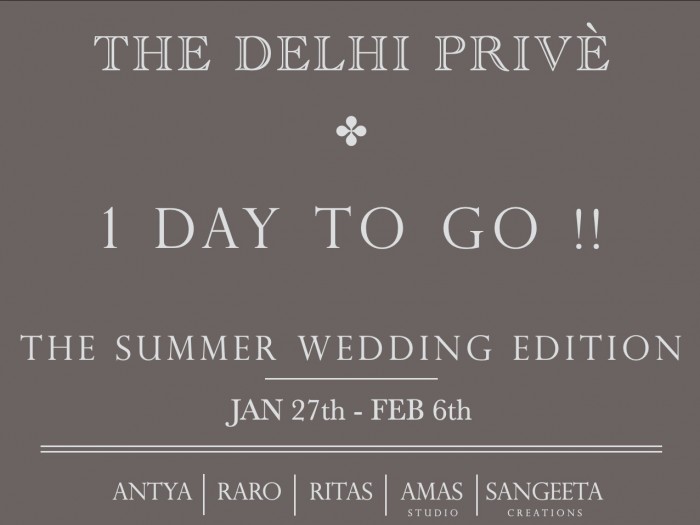 THE DELHI PRIVÈ
1 DAY TO GO !!
THE SUMMER WEDDING EDITION
JAN 27th - FEB 6th
ANTYA | RARO | RITAS | AMAS STUDIO | SANGEETA CREATIONS